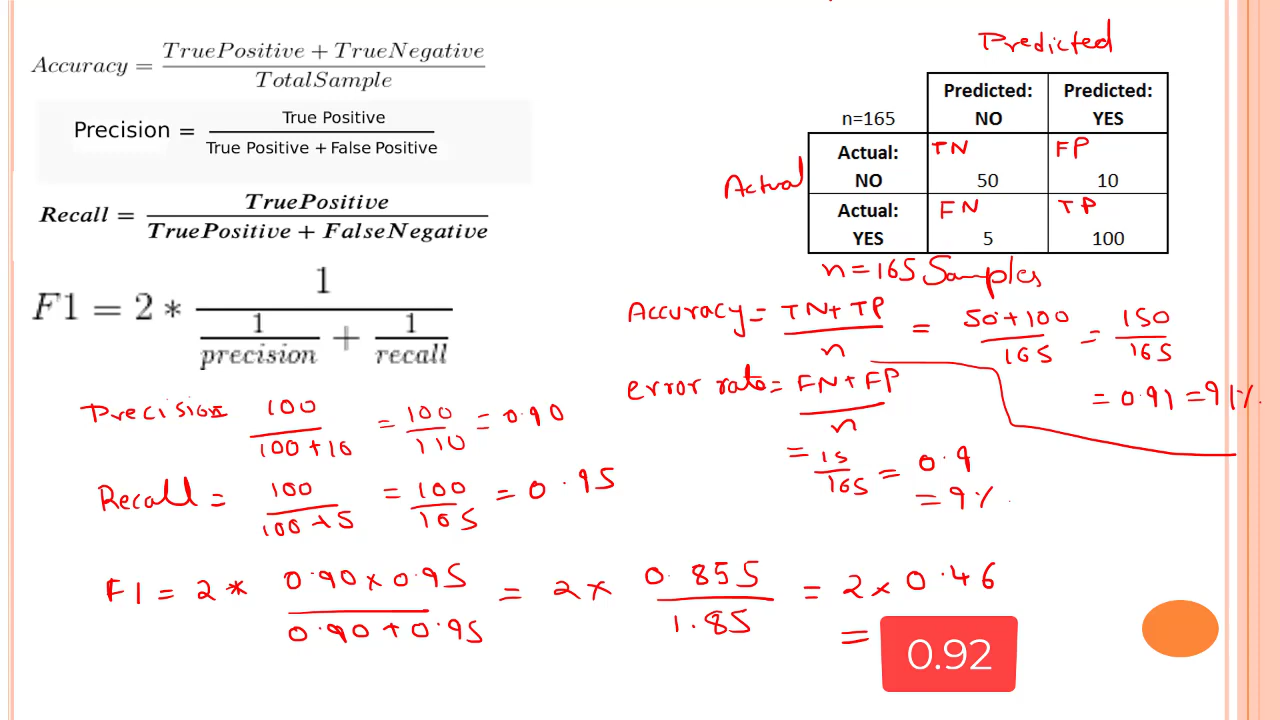 Accuracy = TruePositive + TrueNegative / TotalSample
Precision = True Positive / True Positive + False Positive
Recall = TruePositive / TruePositive + FalseNegative
F1 = 2 * 1 / 1/precision + 1/recall
Precision = 100 / 100+10 = 100/110 = 0.90
Recall = 100 / 100+5 = 100/105 = 0.95
F1 = 2 * 0.90 x 0.95 / 0.90 + 0.95 = 2 x 0.855 / 1.85 = 2 x 0.46
= 0.92
Predicted
n=165 Predicted: NO Predicted: YES
Actual
Actual: NO TN 50 FP 10
Actual: YES FN 5 TP 100
n = 165 Samples
Accuracy = TN + TP / n = 50+100 / 165 = 150/165
= 0.91 = 91%.
error rate = FN + FP / n
= 15/165 = 0.9
= 9%